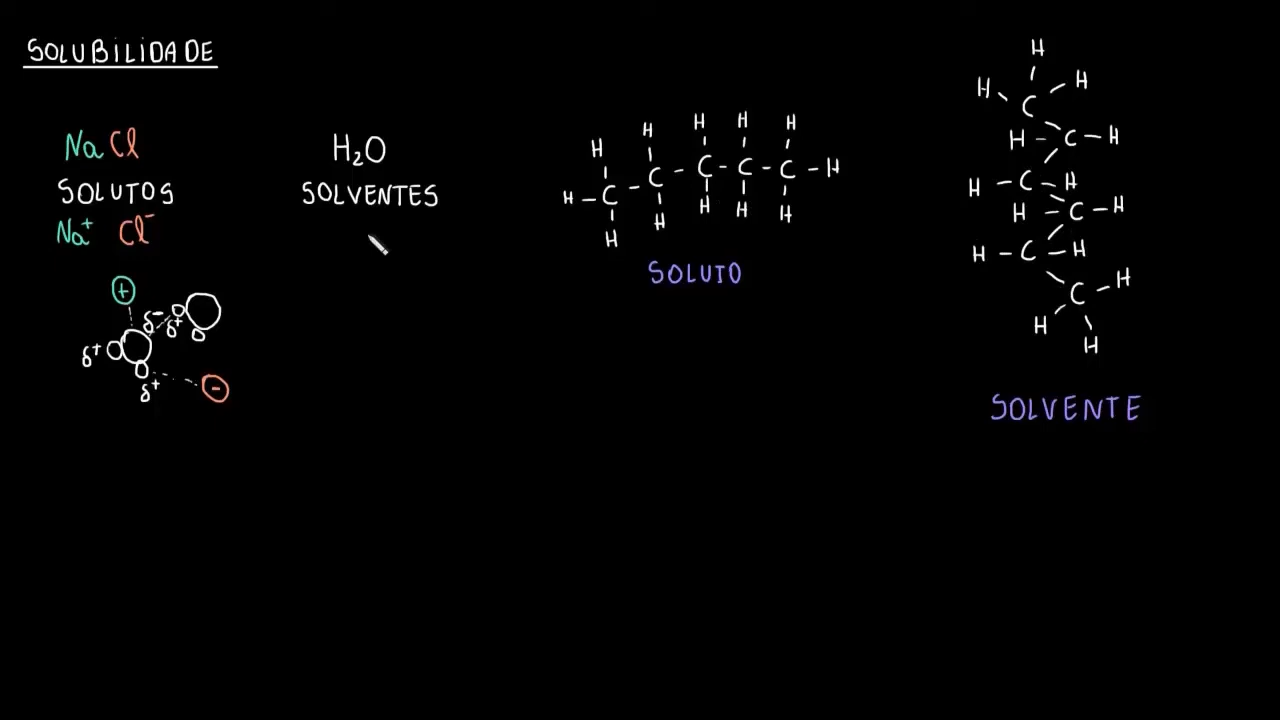 SOLUBILIDADE
NaCl
SOLUTOS
Na+ Cl-
+
δ-
δ+
δ+
δ+
-
H2O
SOLVENTES
H H H H H
H - C - C - C - C - C - H
H H H H H
SOLUTO
H
H C H
H - C - H
H - C - H
H - C - H
H - C - H
C - H
H H
SOLVENTE